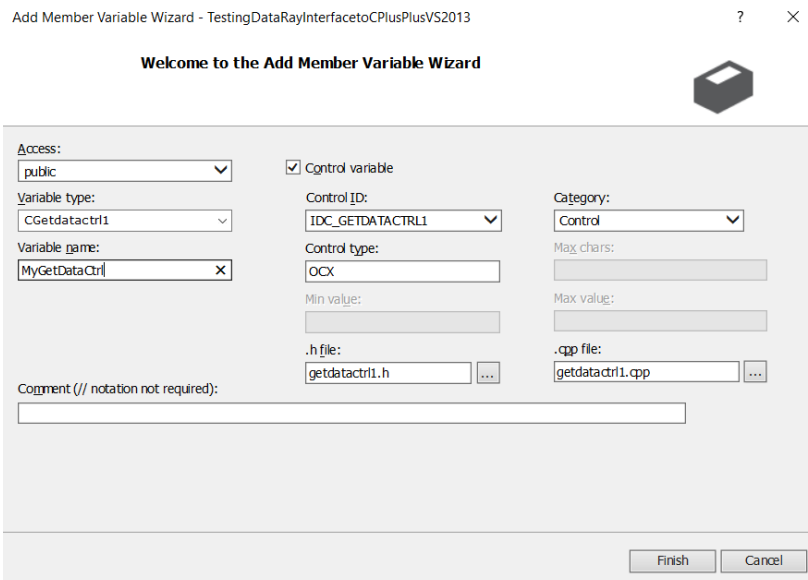 Add Member Variable Wizard - TestingDataRayInterfacetoCPlusPlusVS2013 ?
Welcome to the Add Member Variable Wizard
Access:
public
Control variable
Variable type:
CGetdatactrl1
Control ID:
IDC_GETDATACTRL1
Category:
Control
Variable name:
MyGetDataCtrl
Control type:
OCX
Max chars:
Min value:
Max value:
.h file:
getdatactrl1.h
...
.cpp file:
getdatactrl1.cpp
...
Comment (// notation not required):
Finish
Cancel